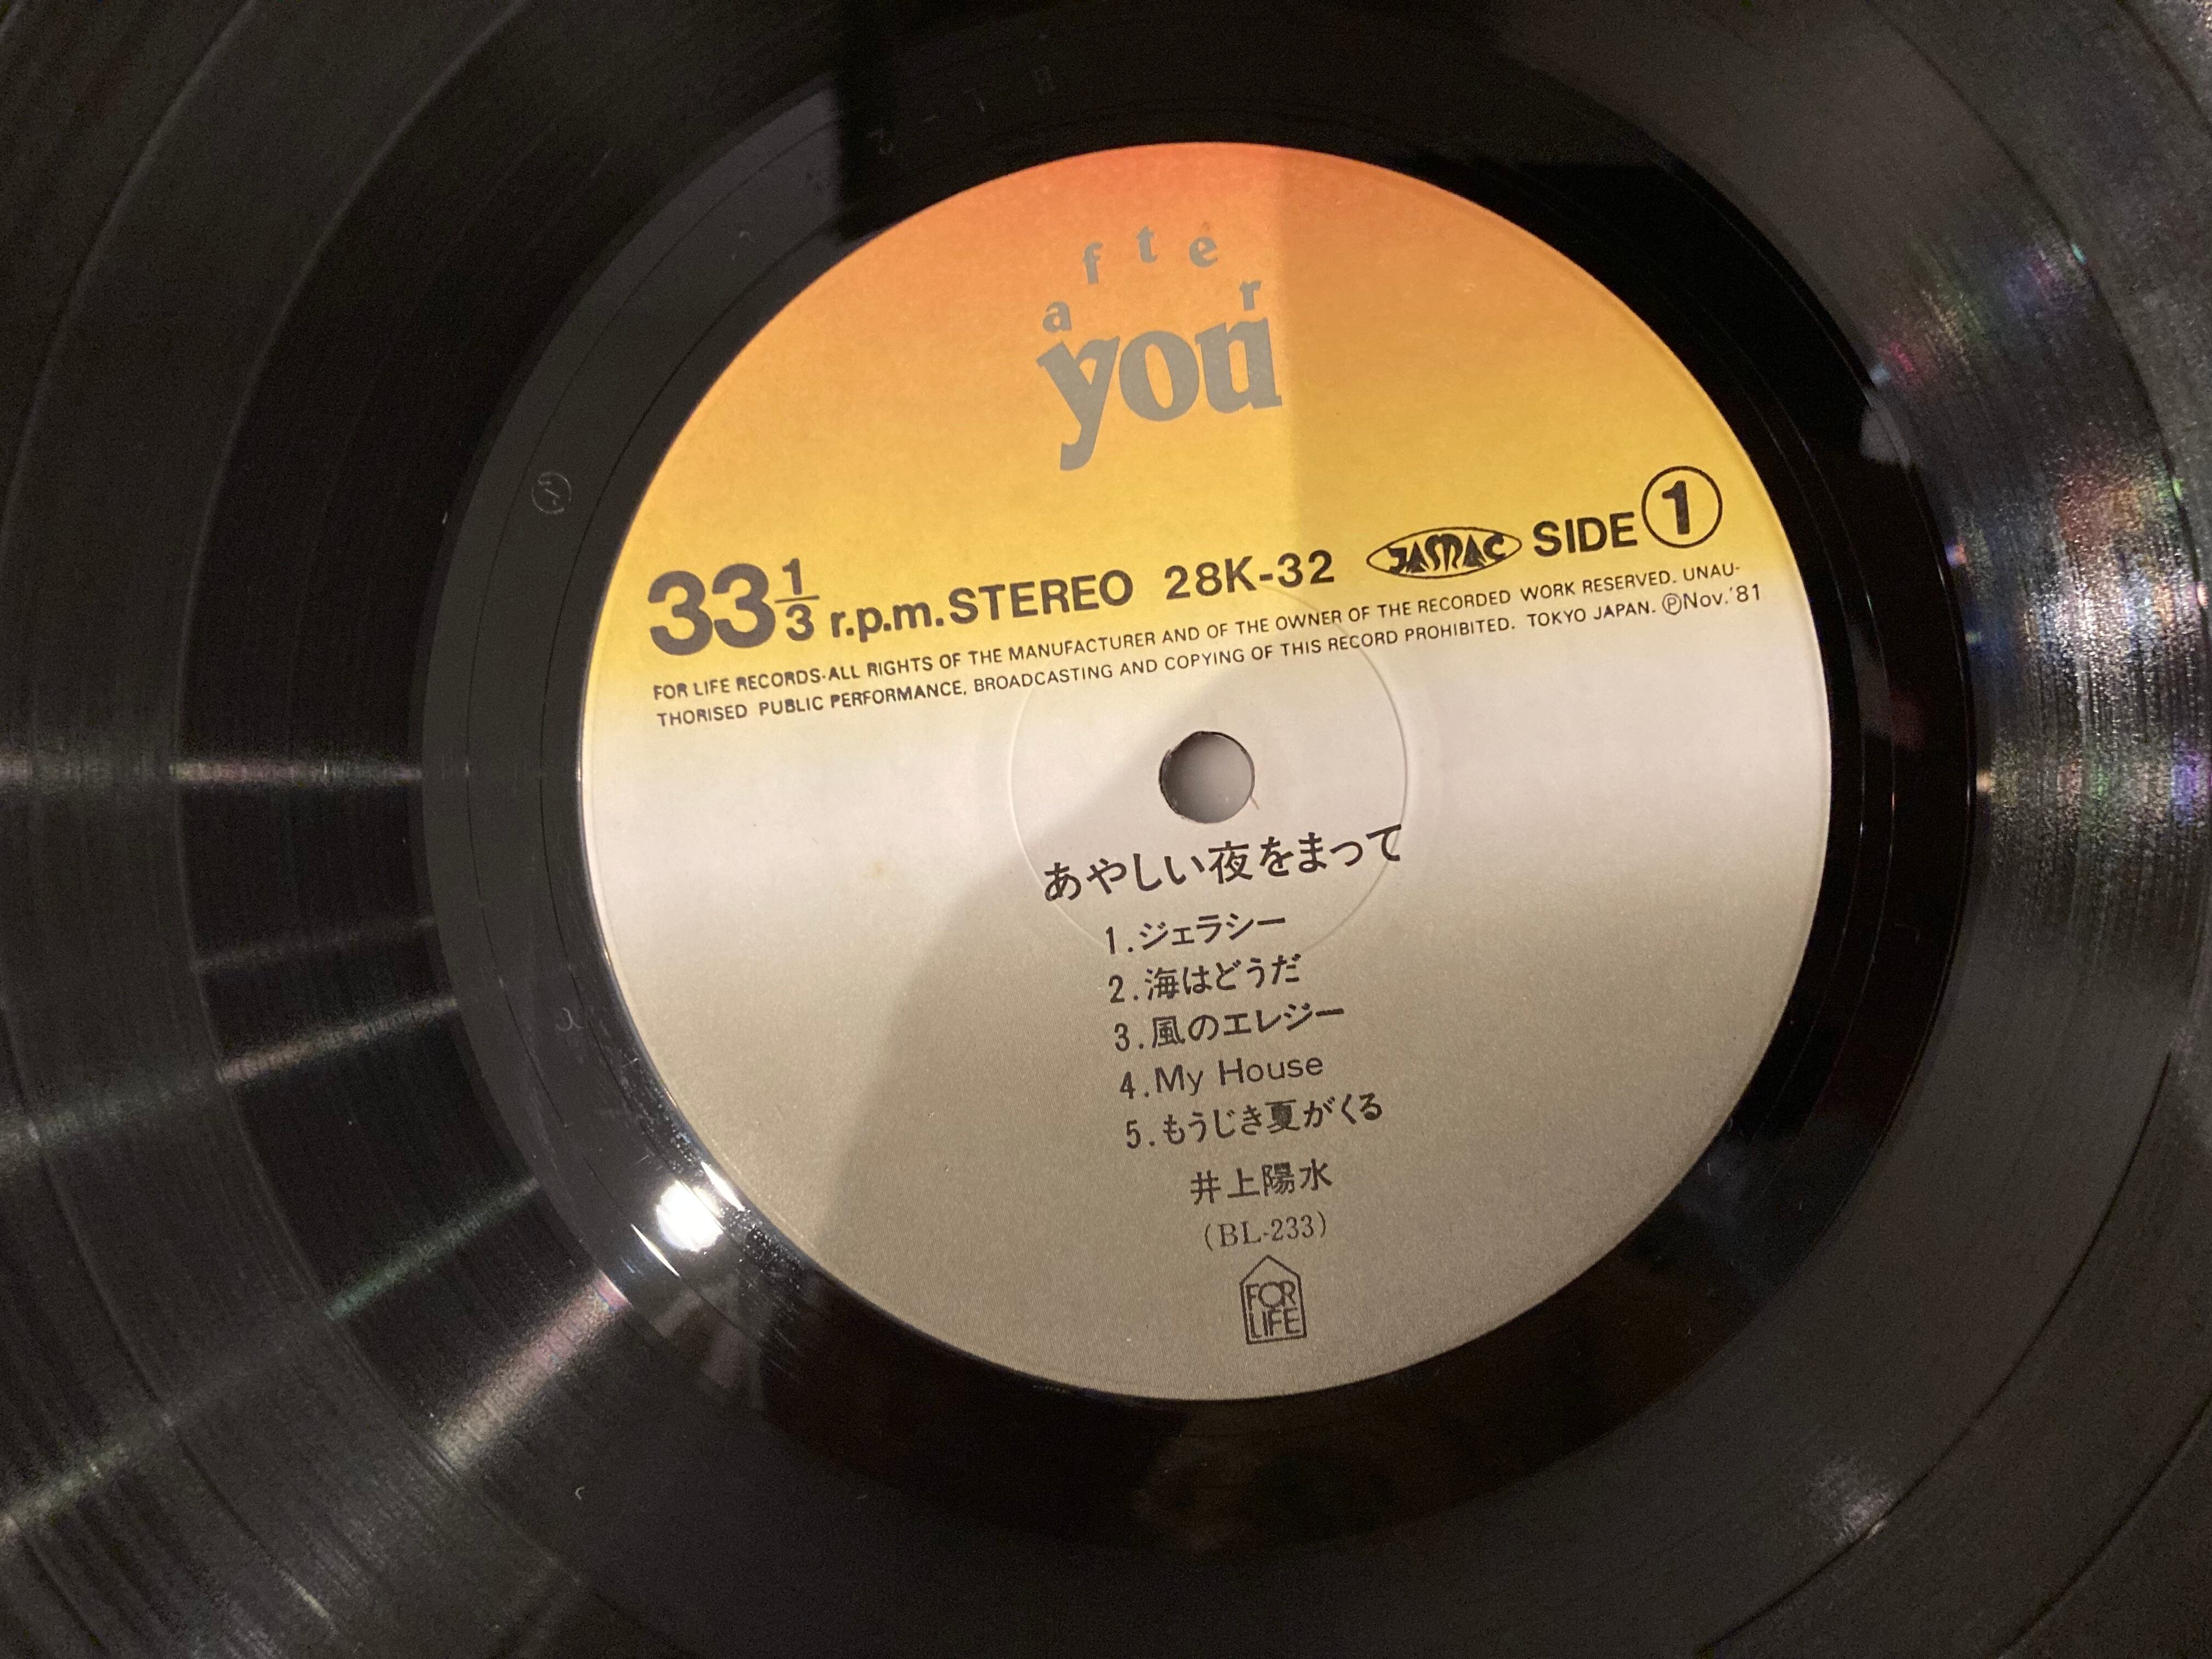 after
you
33 1/3 r.p.m. STEREO 28K-32 JASRAC SIDE 1
FOR LIFE RECORDS·ALL RIGHTS OF THE MANUFACTURER AND OF THE OWNER OF THE RECORDED WORK RESERVED. UNAU-
THORISED PUBLIC PERFORMANCE, BROADCASTING AND COPYING OF THIS RECORD PROHIBITED. TOKYO JAPAN. ℗Nov.'81
あやしい夜をまって
1.ジェラシー
2.海はどうだ
3.風のエレジー
4.My House
5.もうじき夏がくる
井上陽水
(BL-233)
FOR
LIFE